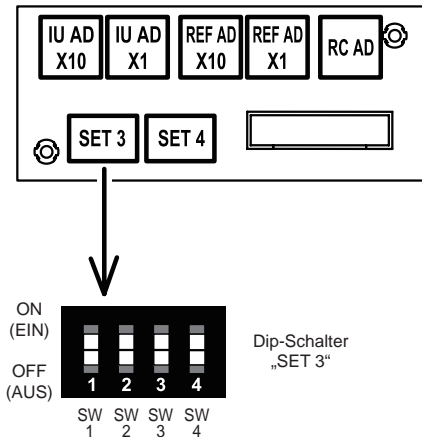 IU AD X10
IU AD X1
REF AD X10
REF AD X1
RC AD
SET 3
SET 4
ON (EIN)
OFF (AUS)
1 2 3 4
SW 1
SW 2
SW 3
SW 4
Dip-Schalter
„SET 3“